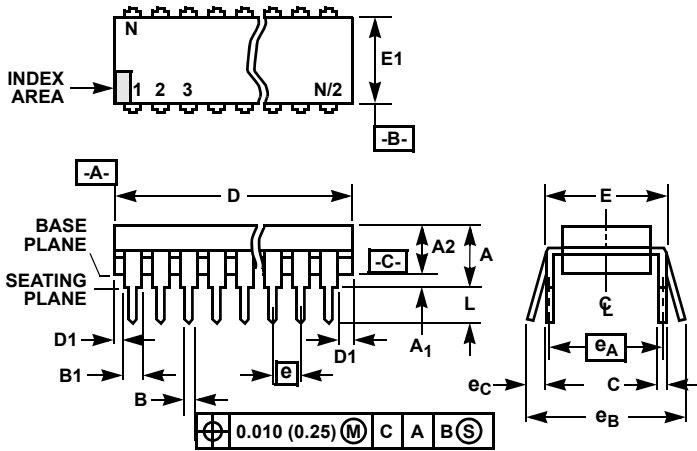 N
E1
INDEX
AREA
1 2 3 N/2
-B-
-A-
D
E
BASE
PLANE
A2
A
-C-
SEATING
PLANE
L
D1
A1
D1
eA
B1
e
eC
C
B
eB
0.010 (0.25) M C A B S
CL